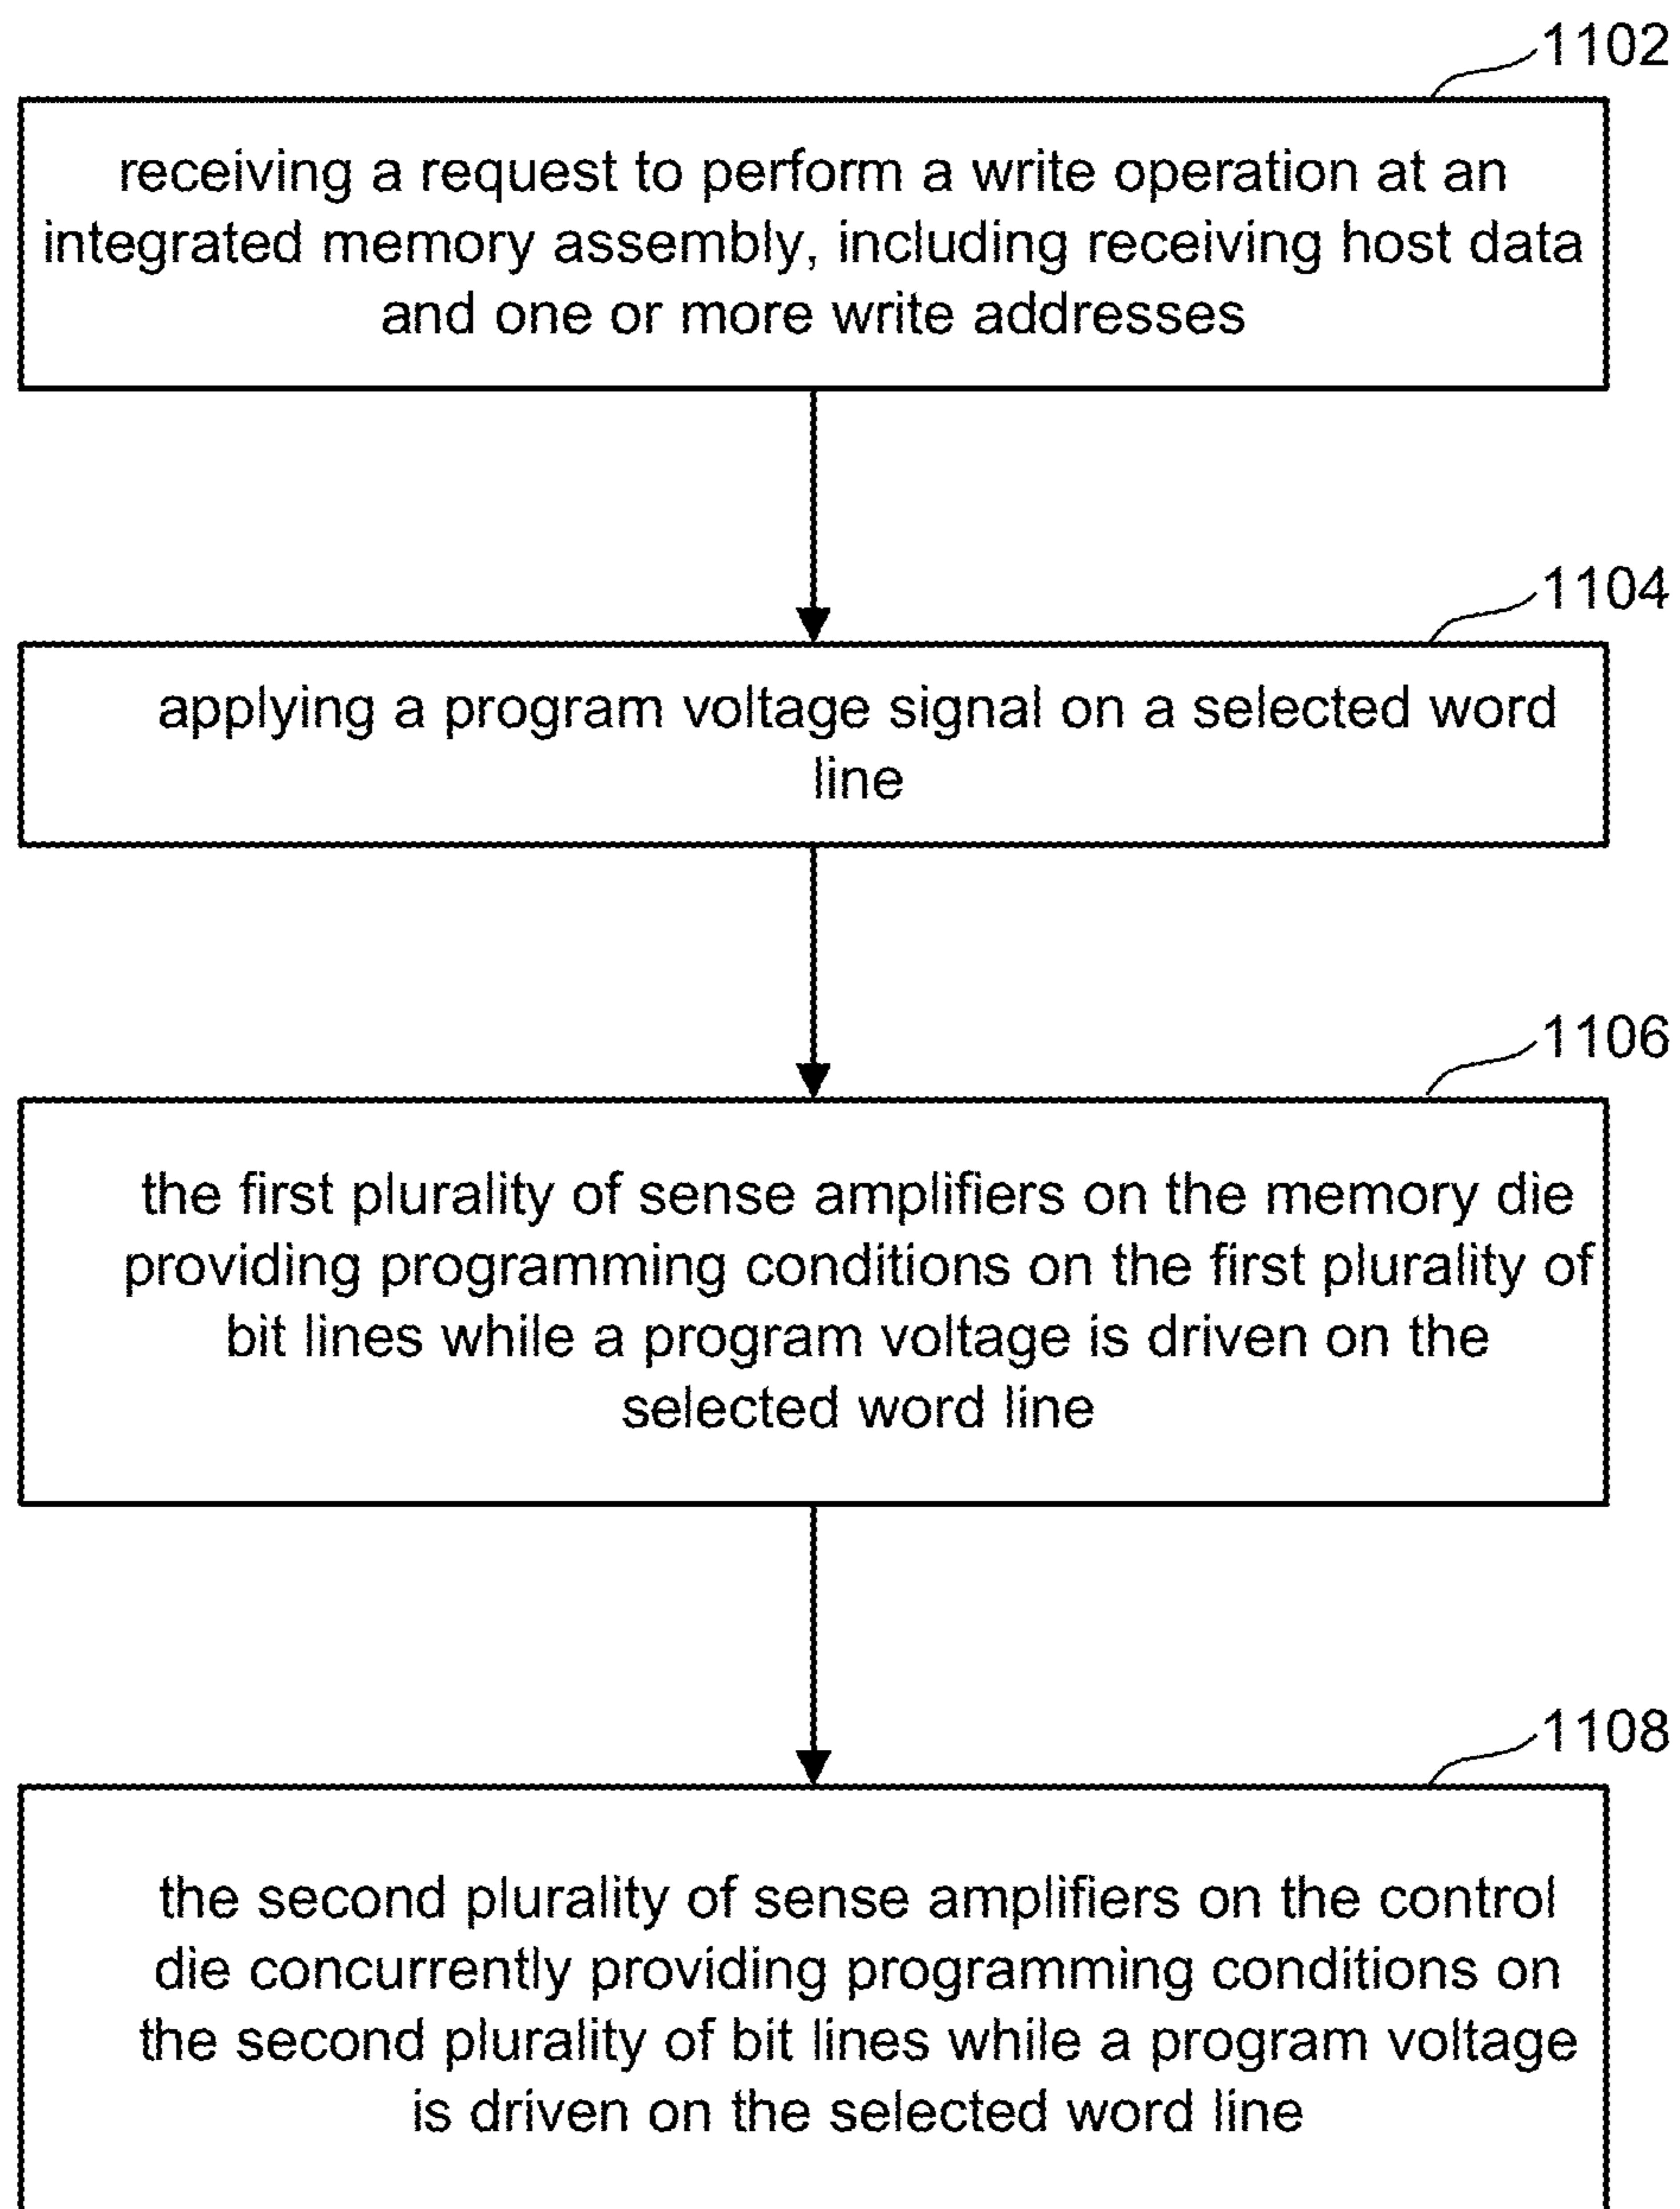 1102
receiving a request to perform a write operation at an
integrated memory assembly, including receiving host data
and one or more write addresses
1104
applying a program voltage signal on a selected word
line
1106
the first plurality of sense amplifiers on the memory die
providing programming conditions on the first plurality of
bit lines while a program voltage is driven on the
selected word line
1108
the second plurality of sense amplifiers on the control
die concurrently providing programming conditions on
the second plurality of bit lines while a program voltage
is driven on the selected word line